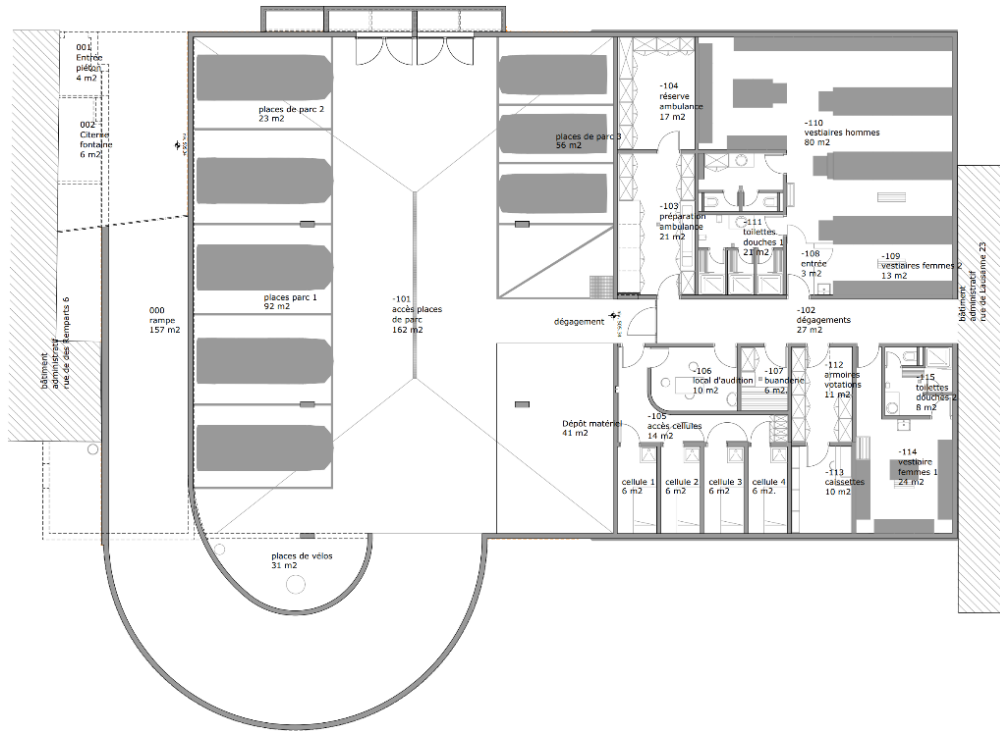 001
Entrée
piéton
4 m2
002
Citerne
fontaine
6 m2
places de parc 2
23 m2
places de parc 3
56 m2
-104
réserve
ambulance
17 m2
-110
vestiaires hommes
80 m2
-103
préparation
ambulance
21 m2
-111
toilettes
douches 1
21 m2
-108
entrée
3 m2
-109
vestiaires femmes 2
13 m2
bâtiment
administratif
rue de Lausanne 23
bâtiment
administratif
rue de des Remparts 6
000
rampe
157 m2
places parc 1
92 m2
-101
accès places
de parc
162 m2
dégagement
-102
dégagements
27 m2
-106
local d'audition
10 m2
-107
buanderie
6 m2.
-112
armoires
votations
11 m2
-115
toilettes
douches 2
8 m2
Dépôt matériel
41 m2
-105
accès cellules
14 m2
-114
vestiaire
femmes 1
24 m2
-113
caissettes
10 m2
cellule 1
6 m2
cellule 2
6 m2
cellule 3
6 m2
cellule 4
6 m2.
places de vélos
31 m2